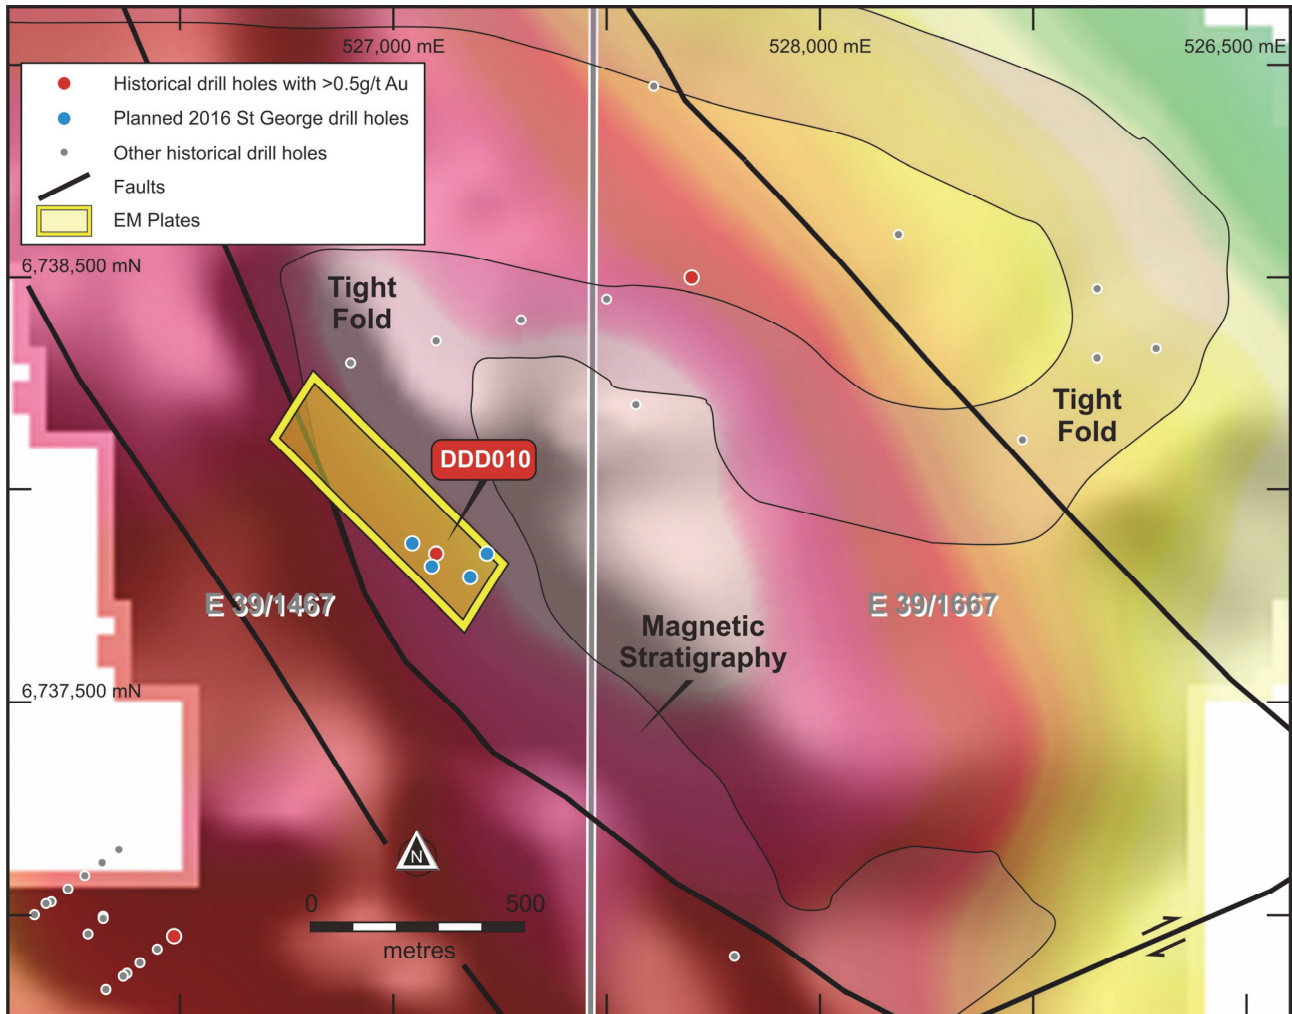 527,000 mE
528,000 mE
526,500 mE
Historical drill holes with >0.5g/t Au
Planned 2016 St George drill holes
Other historical drill holes
Faults
EM Plates
6,738,500 mN
Tight
Fold
Tight
Fold
DDD010
E 39/1467
E 39/1667
Magnetic
Stratigraphy
6,737,500 mN
N
0
500
metres